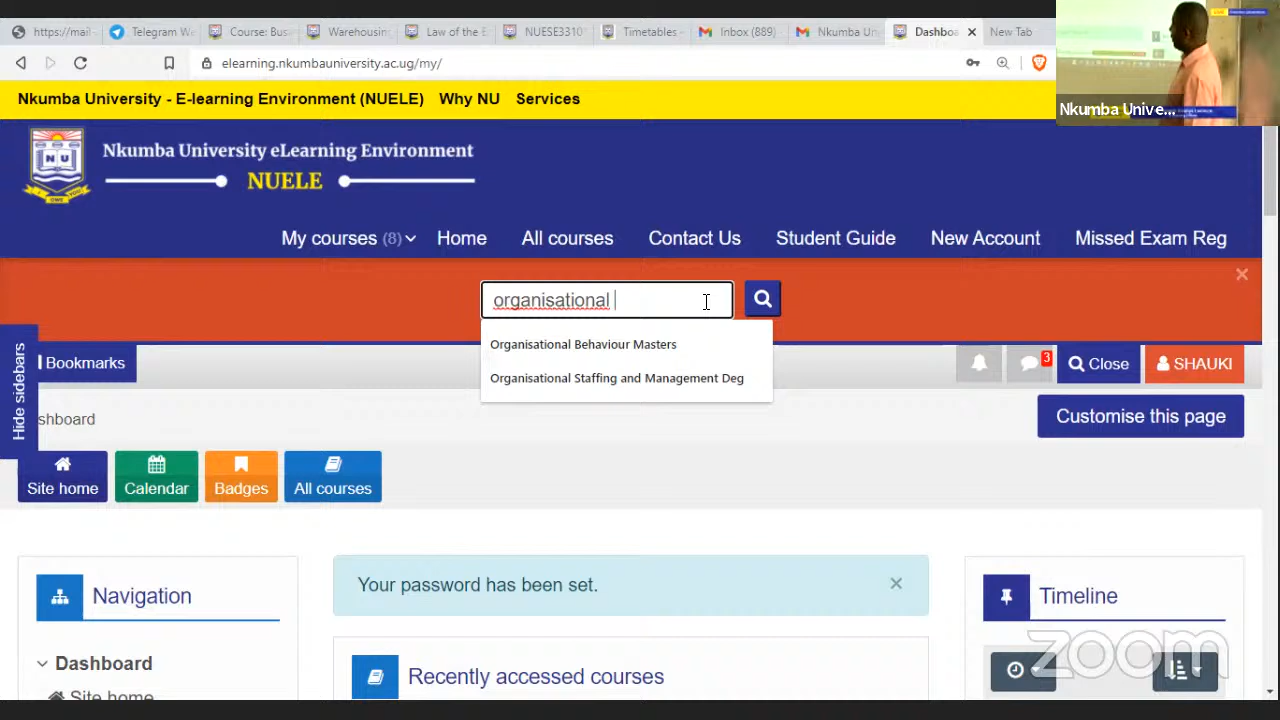 https://mail
Telegram We
Course: Bus
Warehousing
Law of the E
NUESE3310
Timetables
Inbox (889)
Nkumba Un
Dashboa
New Tab
elearning.nkumbauniversity.ac.ug/my/
Nkumba University - E-learning Environment (NUELE) Why NU Services
Nkumba Unive...
NU
Nkumba University eLearning Environment
NUELE
My courses (8) Home All courses Contact Us Student Guide New Account Missed Exam Reg
organisational
Organisational Behaviour Masters
Organisational Staffing and Management Deg
Hide sidebars
Bookmarks
3
Close
SHAUKI
shboard
Customise this page
Site home
Calendar
Badges
All courses
Navigation
Your password has been set.
Timeline
Dashboard
Site home
Recently accessed courses
zoom